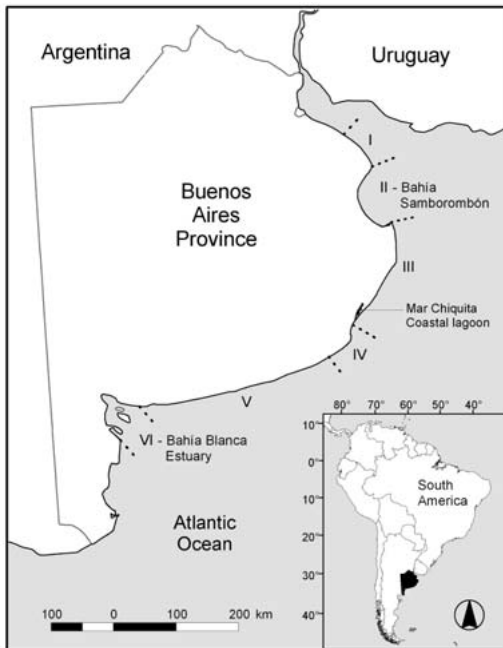 Argentina
Uruguay
I
II - Bahía
Samborombón
Buenos
Aires
Province
III
Mar Chiquita
Coastal lagoon
IV
V
VI - Bahía Blanca
Estuary
Atlantic
Ocean
100 0 100 200 km
80° 70° 60° 50° 40°
10°
0°
10°
20°
30°
40°
South
America